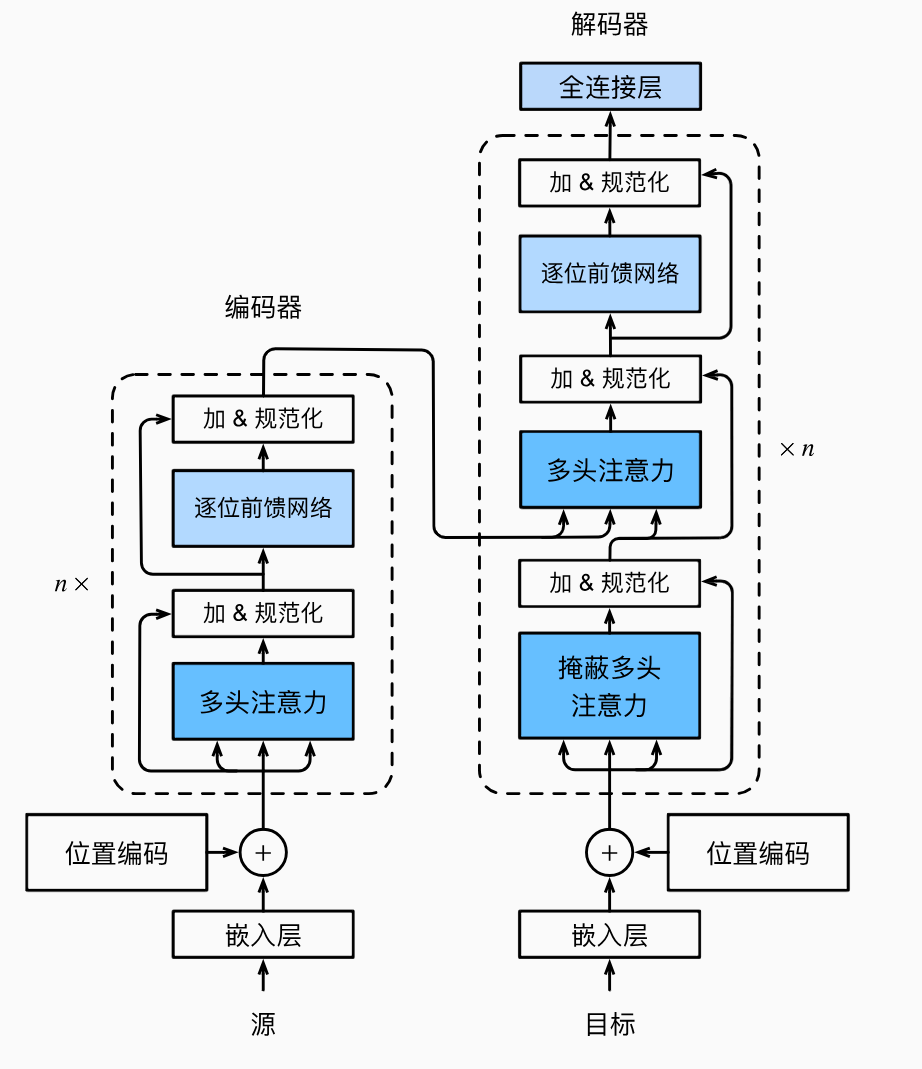 解码器
全连接层
加 & 规范化
逐位前馈网络
加 & 规范化
多头注意力
加 & 规范化
掩蔽多头
注意力
× n
编码器
加 & 规范化
逐位前馈网络
加 & 规范化
多头注意力
n ×
位置编码
+
嵌入层
源
+
位置编码
嵌入层
目标